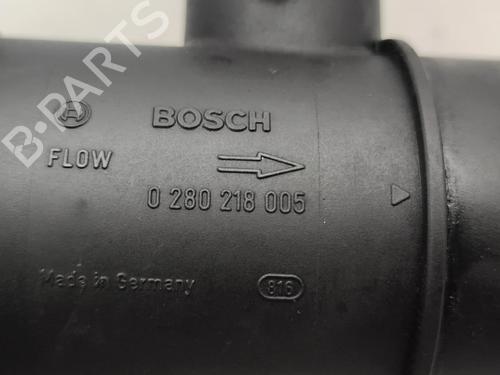 BOSCH
FLOW
0 280 218 005
Made in Germany
816
B-PARTS